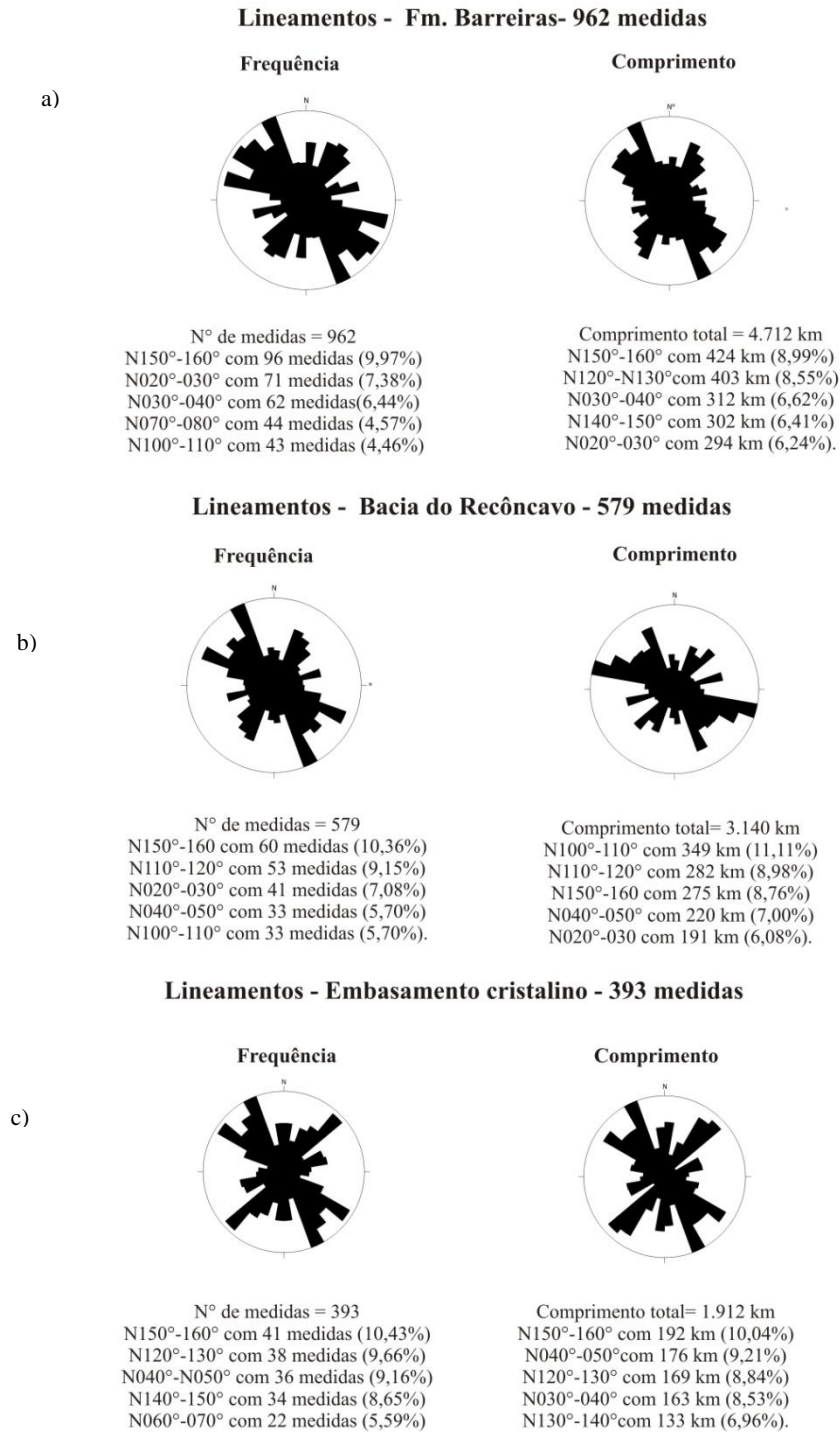 Lineamentos - Fm. Barreiras- 962 medidas
Frequência
Comprimento
a)
N
N°
N° de medidas = 962
N150°-160° com 96 medidas (9,97%)
N020°-030° com 71 medidas (7,38%)
N030°-040° com 62 medidas(6,44%)
N070°-080° com 44 medidas (4,57%)
N100°-110° com 43 medidas (4,46%)
Comprimento total = 4.712 km
N150°-160° com 424 km (8,99%)
N120°-N130°com 403 km (8,55%)
N030°-040° com 312 km (6,62%)
N140°-150° com 302 km (6,41%)
N020°-030° com 294 km (6,24%).
Lineamentos - Bacia do Recôncavo - 579 medidas
Frequência
Comprimento
b)
N
N
N° de medidas = 579
N150°-160 com 60 medidas (10,36%)
N110°-120° com 53 medidas (9,15%)
N020°-030° com 41 medidas (7,08%)
N040°-050° com 33 medidas (5,70%)
N100°-110° com 33 medidas (5,70%).
Comprimento total= 3.140 km
N100°-110° com 349 km (11,11%)
N110°-120° com 282 km (8,98%)
N150°-160 com 275 km (8,76%)
N040°-050° com 220 km (7,00%)
N020°-030 com 191 km (6,08%).
Lineamentos - Embasamento cristalino - 393 medidas
Frequência
Comprimento
c)
N
N
N° de medidas = 393
N150°-160° com 41 medidas (10,43%)
N120°-130° com 38 medidas (9,66%)
N040°-N050° com 36 medidas (9,16%)
N140°-150° com 34 medidas (8,65%)
N060°-070° com 22 medidas (5,59%)
Comprimento total= 1.912 km
N150°-160° com 192 km (10,04%)
N040°-050°com 176 km (9,21%)
N120°-130° com 169 km (8,84%)
N030°-040° com 163 km (8,53%)
N130°-140°com 133 km (6,96%).